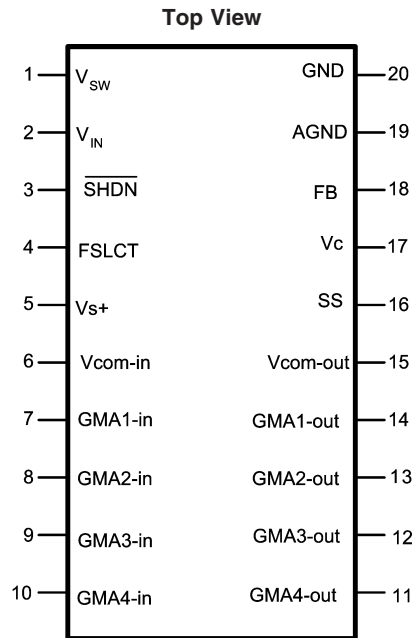 Top View
1 V_SW GND 20
2 V_IN AGND 19
3 S̅H̅D̅N̅ FB 18
4 FSLCT Vc 17
5 Vs+ SS 16
6 Vcom-in Vcom-out 15
7 GMA1-in GMA1-out 14
8 GMA2-in GMA2-out 13
9 GMA3-in GMA3-out 12
10 GMA4-in GMA4-out 11